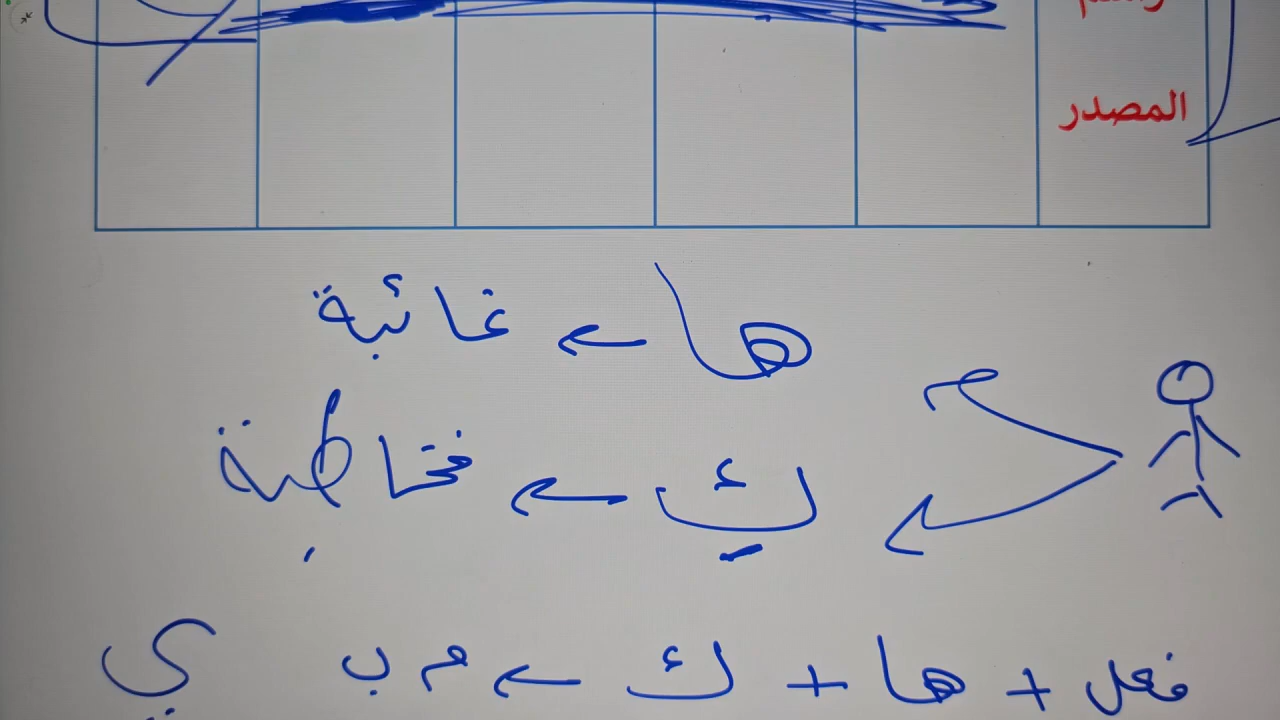 المصدر
ها ← غائبة
كِ ← مخاطبة
فعل + ها + ك ← م ب ي